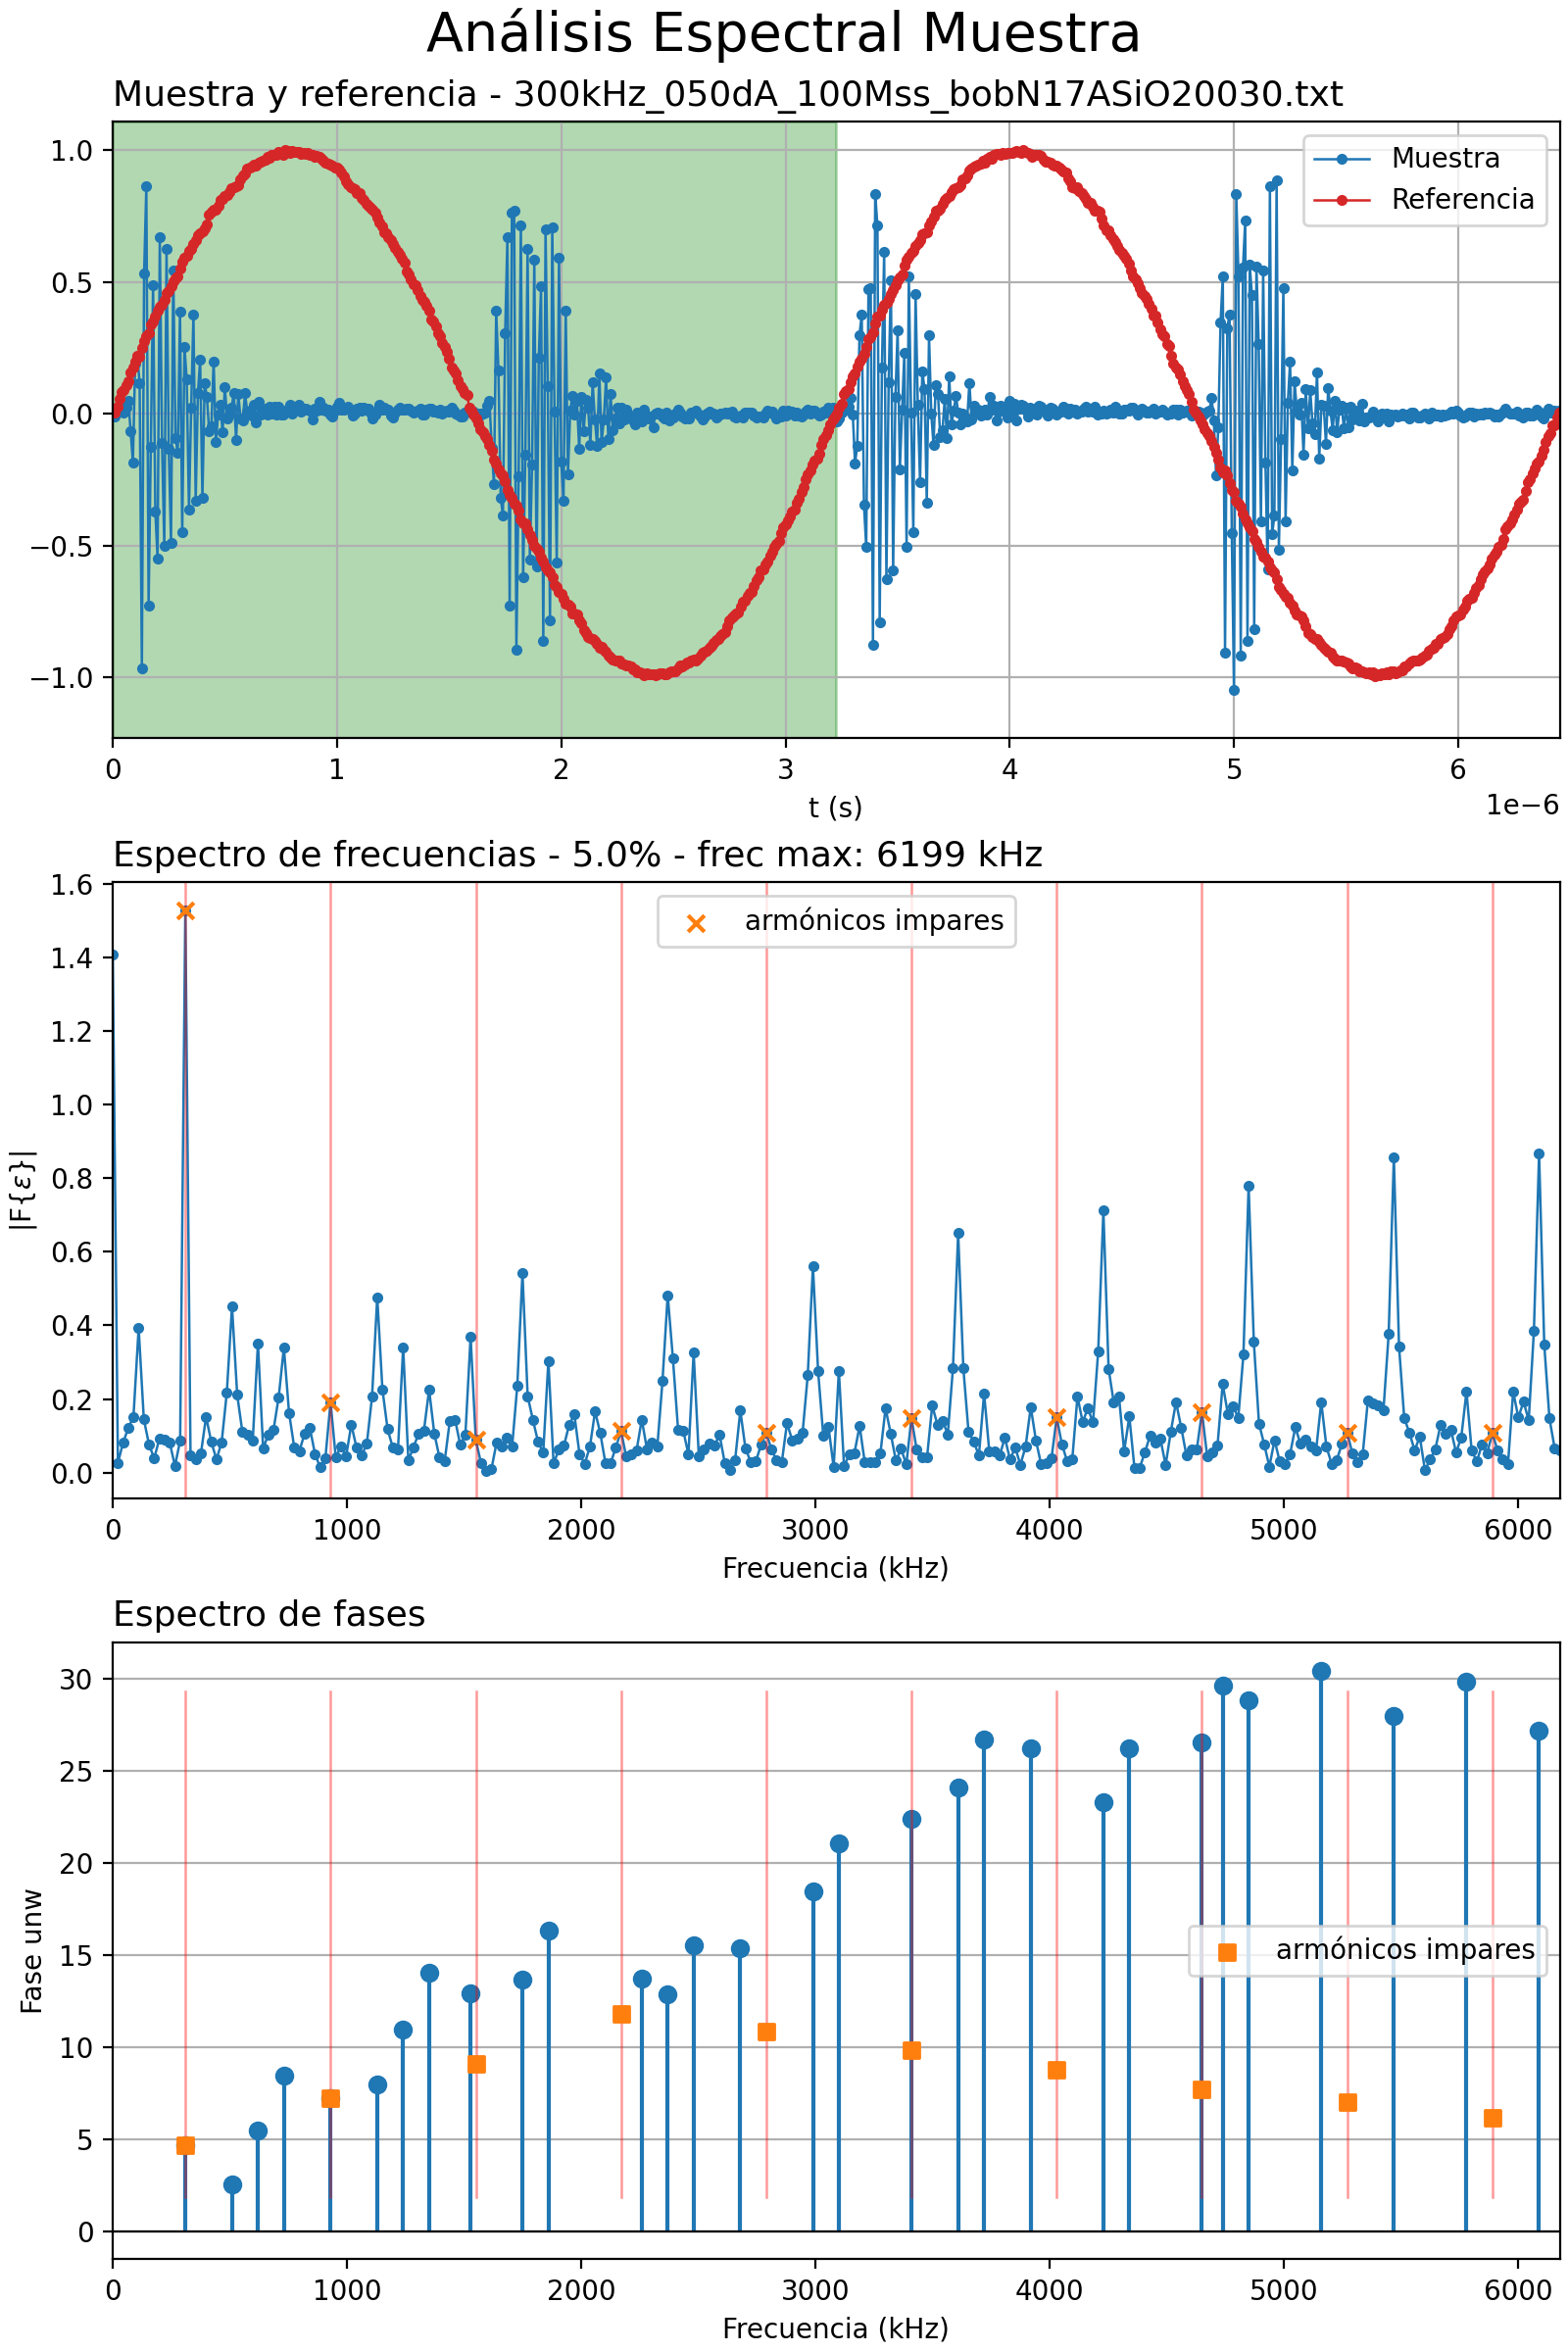 Análisis Espectral Muestra
Muestra y referencia - 300kHz_050dA_100Mss_bobN17ASiO20030.txt
1.0
0.5
0.0
−0.5
−1.0
Muestra
Referencia
0 1 2 3 4 5 6
1e−6
t (s)
Espectro de frecuencias - 5.0% - frec max: 6199 kHz
1.6
1.4
1.2
1.0
0.8
0.6
0.4
0.2
0.0
|F{ε}|
armónicos impares
0 1000 2000 3000 4000 5000 6000
Frecuencia (kHz)
Espectro de fases
30
25
20
15
10
5
0
Fase unw
armónicos impares
0 1000 2000 3000 4000 5000 6000
Frecuencia (kHz)